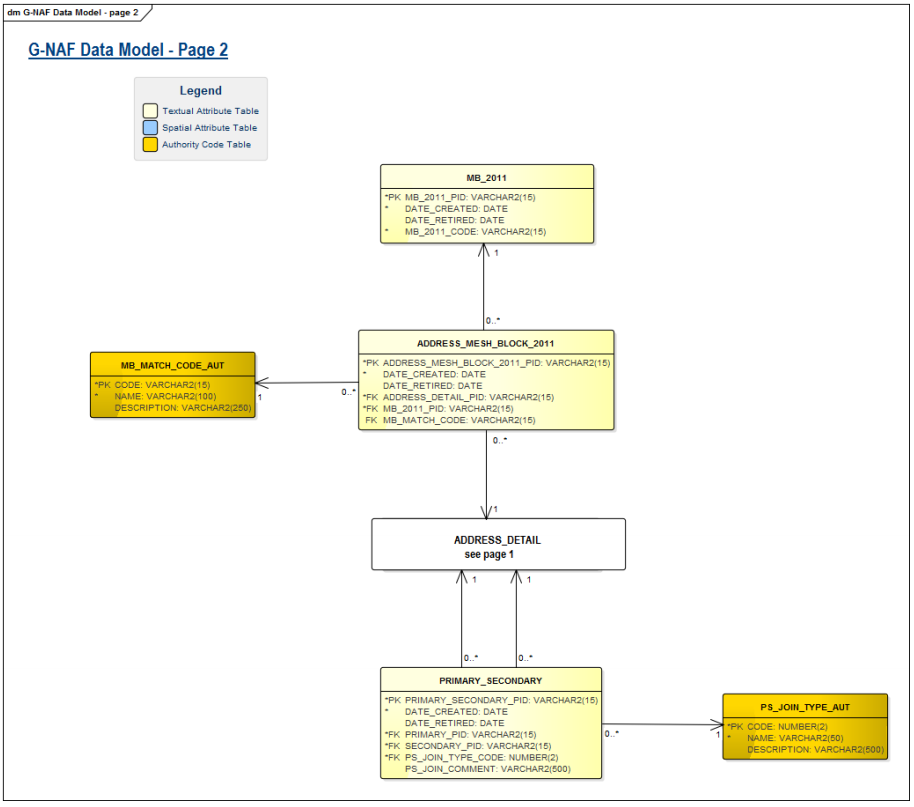 dm G-NAF Data Model - page 2
G-NAF Data Model - Page 2
Legend
Textual Attribute Table
Spatial Attribute Table
Authority Code Table
MB_2011
*PK MB_2011_PID: VARCHAR2(15)
* DATE_CREATED: DATE
DATE_RETIRED: DATE
* MB_2011_CODE: VARCHAR2(15)
1
0..*
ADDRESS_MESH_BLOCK_2011
*PK ADDRESS_MESH_BLOCK_2011_PID: VARCHAR2(15)
* DATE_CREATED: DATE
DATE_RETIRED: DATE
*FK ADDRESS_DETAIL_PID: VARCHAR2(15)
*FK MB_2011_PID: VARCHAR2(15)
FK MB_MATCH_CODE: VARCHAR2(15)
MB_MATCH_CODE_AUT
*PK CODE: VARCHAR2(15)
* NAME: VARCHAR2(100)
DESCRIPTION: VARCHAR2(250)
1
0..*
0..*
1
ADDRESS_DETAIL
see page 1
1
1
0..*
0..*
PRIMARY_SECONDARY
*PK PRIMARY_SECONDARY_PID: VARCHAR2(15)
* DATE_CREATED: DATE
DATE_RETIRED: DATE
*FK PRIMARY_PID: VARCHAR2(15)
*FK SECONDARY_PID: VARCHAR2(15)
*FK PS_JOIN_TYPE_CODE: NUMBER(2)
PS_JOIN_COMMENT: VARCHAR2(500)
0..*
1
PS_JOIN_TYPE_AUT
*PK CODE: NUMBER(2)
* NAME: VARCHAR2(50)
DESCRIPTION: VARCHAR2(500)